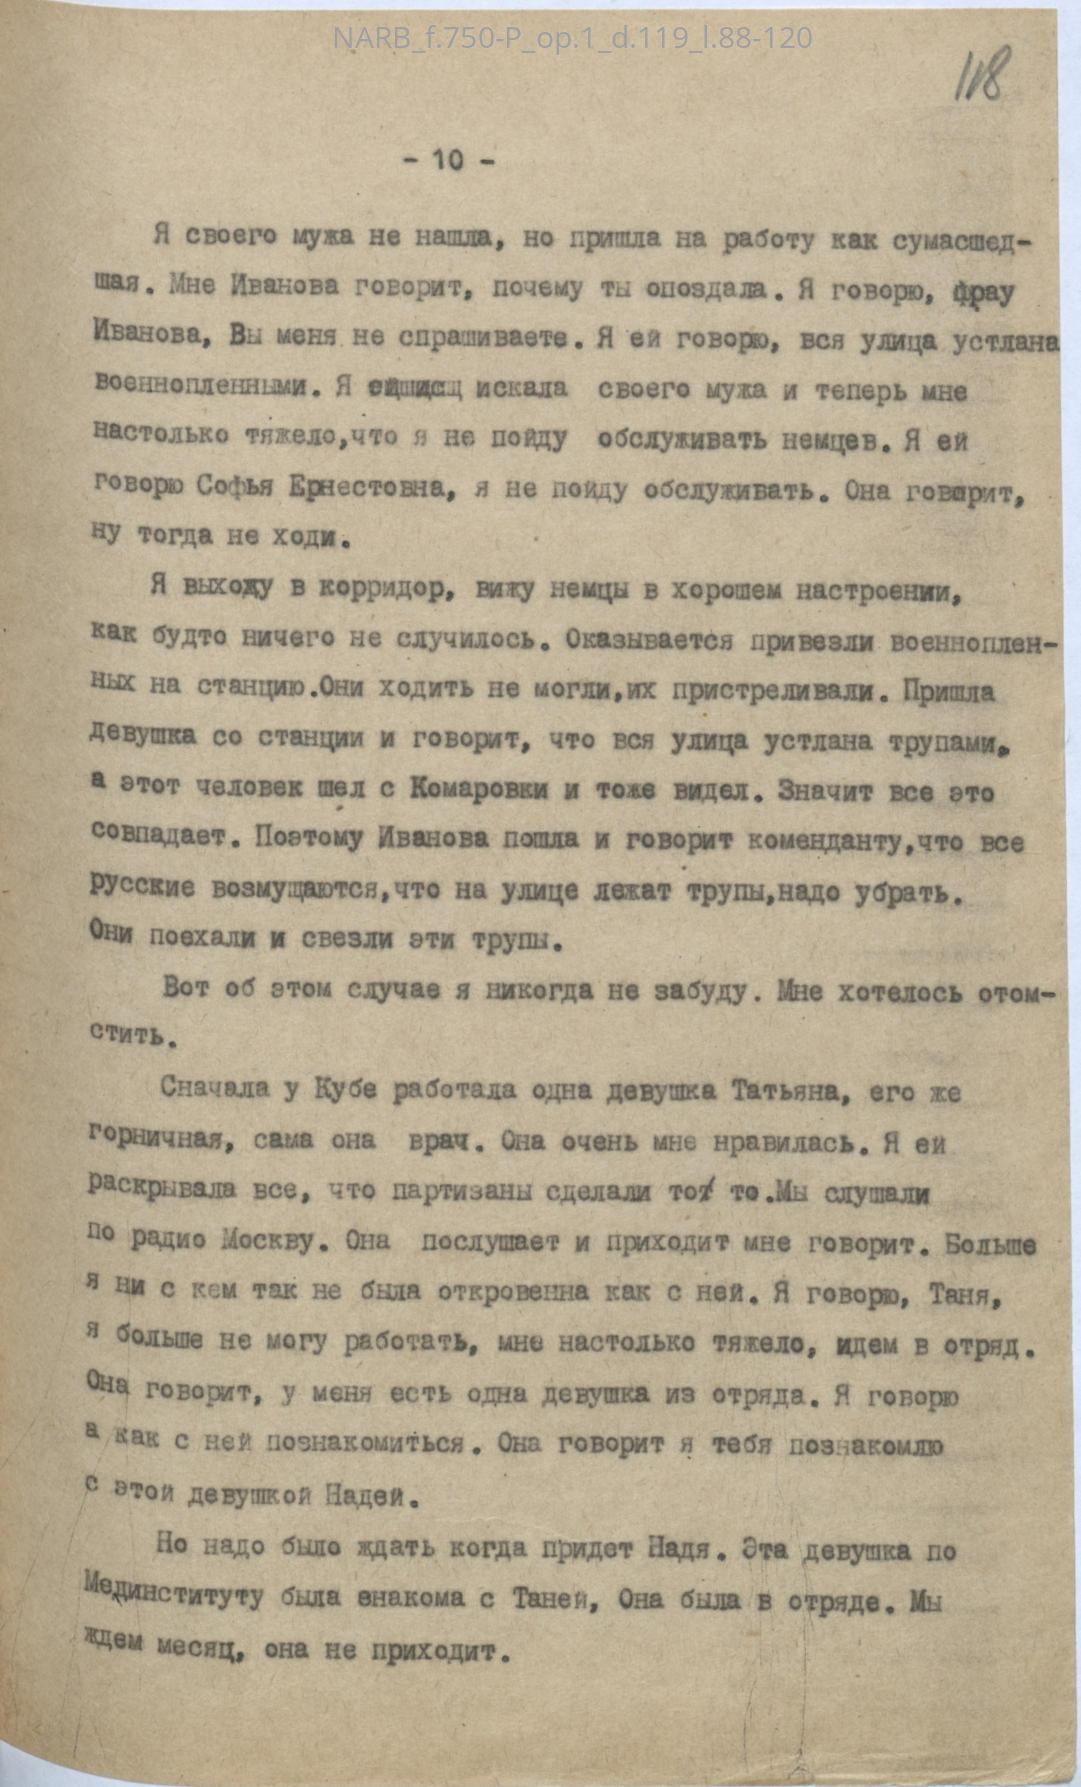 NARB_f.750-P_op.1_d.119_l.88-120
118
- 10 -
Я своего мужа не нашла, но пришла на работу как сумасшед-
шая. Мне Иванова говорит, почему ты опоздала. Я говорю, фрау
Иванова, Вы меня не спрашиваете. Я ей говорю, вся улица устлана
военнопленными. Я искала своего мужа и теперь мне
настолько тяжело,что я не пойду обслуживать немцев. Я ей
говорю Софья Ернестовна, я не пойду обслуживать. Она говорит,
ну тогда не ходи.
Я выхожу в корридор, вижу немцы в хорошем настроении,
как будто ничего не случилось. Оказывается привезли военноплен-
ных на станцию.Они ходить не могли,их пристреливали. Пришла
девушка со станции и говорит, что вся улица устлана трупами,
а этот человек шел с Комаровки и тоже видел. Значит все это
совпадает. Поэтому Иванова пошла и говорит коменданту,что все
русские возмущаются,что на улице лежат трупы,надо убрать.
Они поехали и свезли эти трупы.
Вот об этом случае я никогда не забуду. Мне хотелось отом-
стить.
Сначала у Кубе работала одна девушка Татьяна, его же
горничная, сама она врач. Она очень мне нравилась. Я ей
раскрывала все, что партизаны сделали то то.Мы слушали
по радио Москву. Она послушает и приходит мне говорит. Больше
я ни с кем так не была откровенна как с ней. Я говорю, Таня,
я больше не могу работать, мне настолько тяжело, идем в отряд.
Она говорит, у меня есть одна девушка из отряда. Я говорю
а как с ней познакомиться. Она говорит я тебя познакомлю
с этой девушкой Надей.
Но надо было ждать когда придет Надя. Эта девушка по
Мединституту была знакома с Таней, Она была в отряде. Мы
ждем месяц, она не приходит.